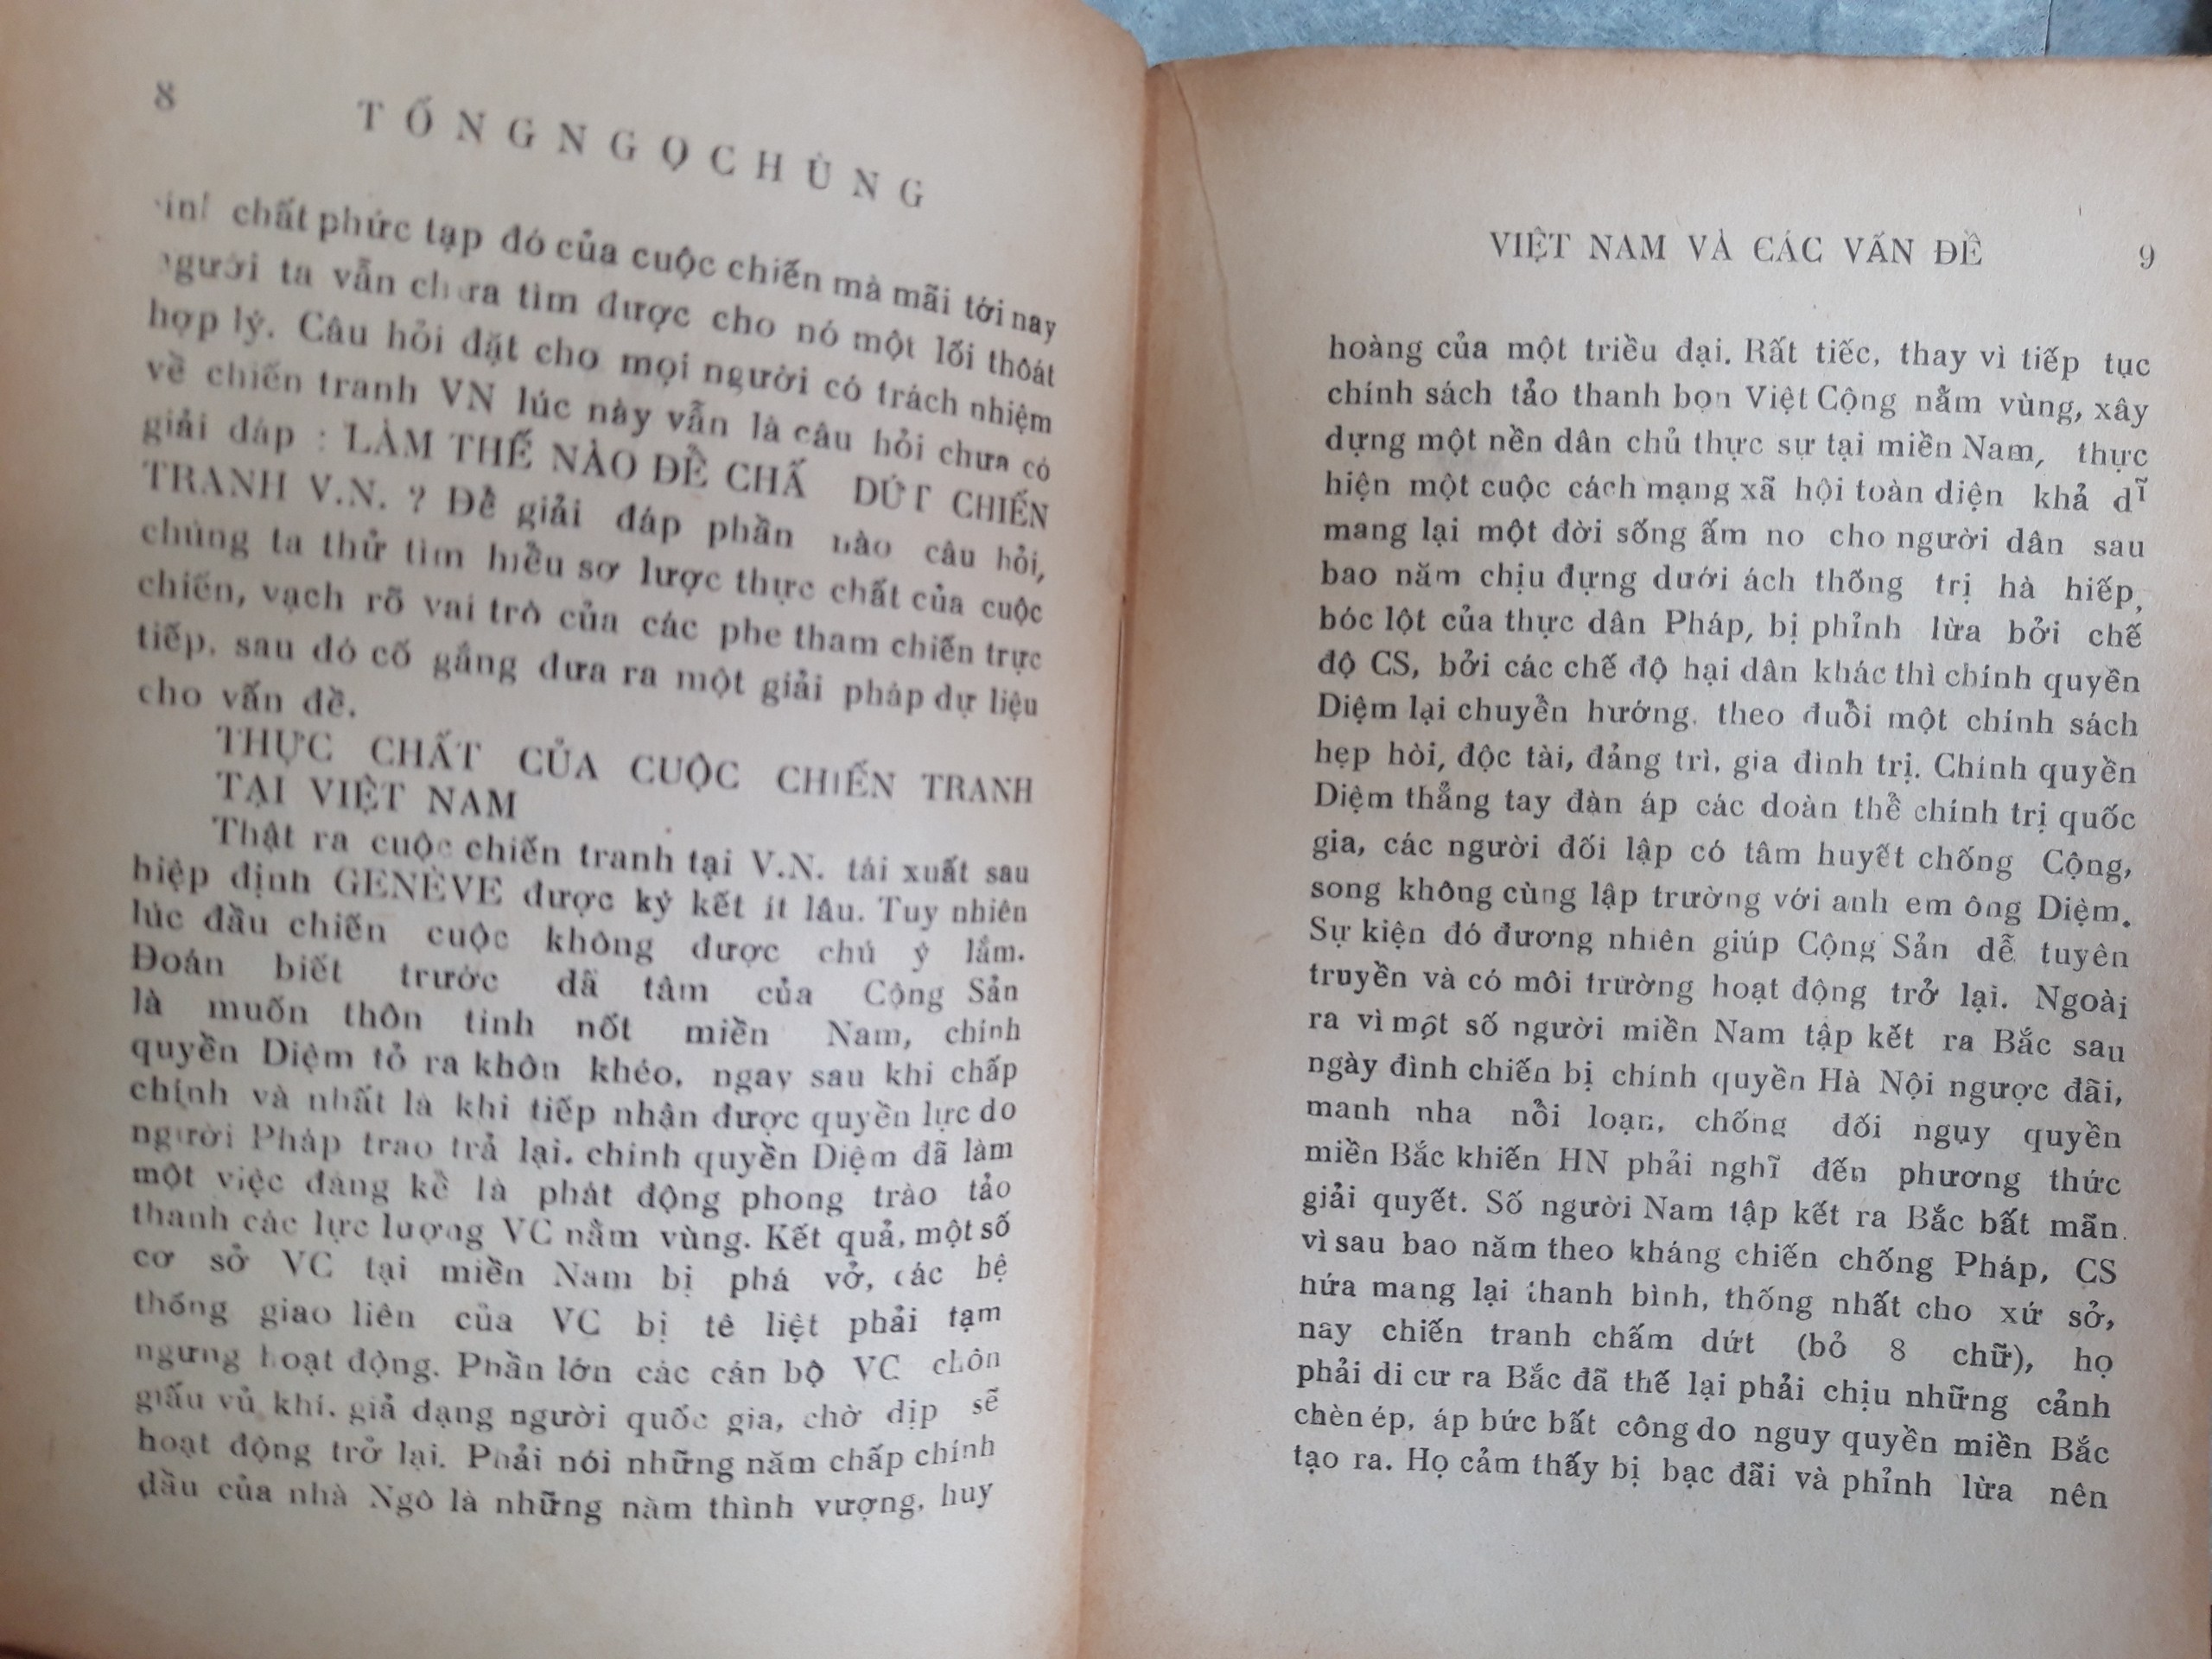 8
TỐNG NGỌC HÙNG
chất phức tạp đó của cuộc chiến mà mãi tới nay
người ta vẫn chưa tìm được cho nó một lối thôát
hợp lý. Câu hỏi đặt cho mọi người có trách nhiệm
về chiến tranh VN lúc này vẫn là câu hỏi chưa có
giải đáp : LÀM THẾ NÀO ĐỀ CHẤ DỨT CHIẾN
TRANH V.N. ? Đề giải đáp phần nào câu hỏi,
chúng ta thử tìm hiều sơ lược thực chất của cuộc
chiến, vạch rõ vai trò của các phe tham chiến trực
tiếp, sau đó cố gắng đưa ra một giải pháp dự liệu
cho vấn đề.
THỰC CHẤT CỦA CUỘC CHIẾN TRANH
TẠI VIỆT NAM
Thật ra cuộc chiến tranh tại V.N. tái xuất sau
hiệp định GENÈVE được ký kết ít lâu. Tuy nhiên
lúc đầu chiến cuộc không được chú ý lắm.
Đoán biết trước dã tâm của Cộng Sản
là muốn thôn tính nốt miền Nam, chính
quyền Diệm tỏ ra khôn khéo, ngay sau khi chấp
chính và nhất là khi tiếp nhận được quyền lực do
người Pháp trao trả lại. chính quyền Diệm đã làm
một việc đáng kề là phát động phong trào tảo
thanh các lực lượng VC nằm vùng. Kết quả, một số
cơ sở VC tại miền Nam bị phá vở, các hệ
thống giao liên của VC bị tê liệt phải tạm
ngưng hoạt động. Phần lớn các cán bộ VC chôn
giấu vủ khí. giả dạng người quốc gia, chờ dịp sẽ
hoạt động trở lại. Phải nói những năm chấp chính
đầu của nhà Ngô là những nàm thình vượng, huy
VIỆT NAM VÀ CÁC VẤN ĐỀ 9
hoàng của một triều đại. Rất tiếc, thay vì tiếp tục
chính sách tảo thanh bọn Việt Cộng nằm vùng, xây
dựng một nền dân chủ thực sự tại miền Nam, thực
hiện một cuộc cách mạng xã hội toàn diện khả dĩ
mang lại một đời sống ấm no cho người dân sau
bao năm chịu đựng dưới ách thống trị hà hiếp,
bóc lột của thực dân Pháp, bị phỉnh lừa bởi chế
độ CS, bởi các chế độ hại dân khác thì chính quyền
Diệm lại chuyển hướng. theo đuổi một chính sách
hẹp hòi, độc tài, đảng trì, gia đình trị. Chính quyền
Diệm thẳng tay đàn áp các đoàn thể chính trị quốc
gia, các người đối lập có tâm huyết chống Cộng,
song không cùng lập trường với anh em ông Diệm.
Sự kiện đó đương nhiên giúp Cộng Sản dễ tuyên
truyền và có môi trường hoạt động trở lại. Ngoài
ra vì một số người miền Nam tập kết ra Bắc sau
ngày đình chiến bị chính quyền Hà Nội ngược đãi,
manh nha nổi loạn, chống đối ngụy quyền
miền Bắc khiến HN phải nghĩ đến phương thức
giải quyết. Số người Nam tập kết ra Bắc bất mãn.
vì sau bao năm theo kháng chiến chống Pháp, CS
hứa mang lại thanh bình, thống nhất cho xứ sở,
nay chiến tranh chấm dứt (bỏ 8 chữ), họ
phải di cư ra Bắc đã thế lại phải chịu những cảnh
chèn ép, áp bức bất công do nguy quyền miền Bắc
tạo ra. Họ cảm thấy bị bạc đãi và phỉnh lừa nên